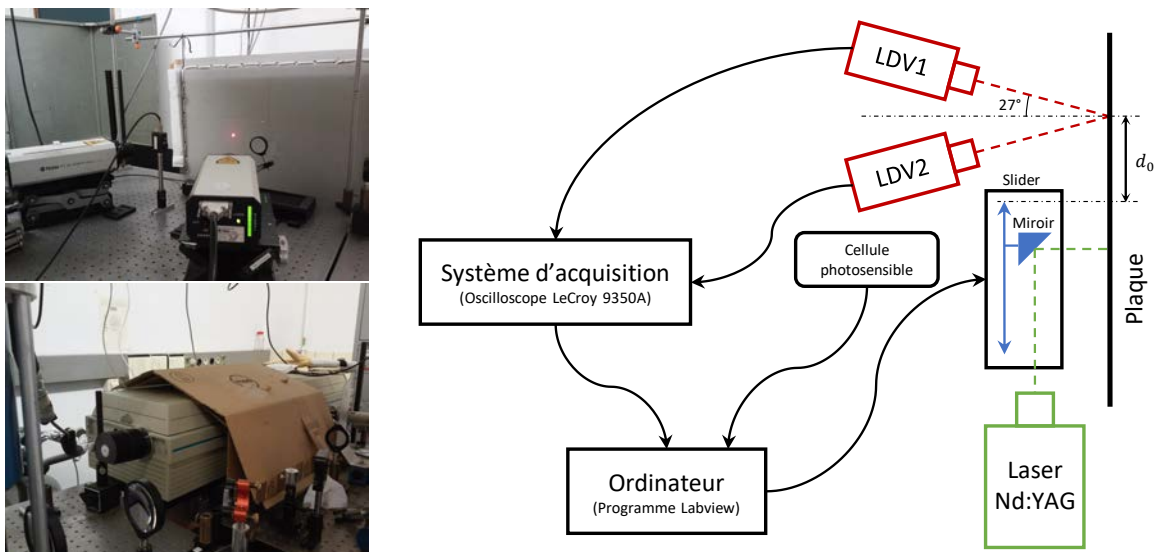 LDV1
27°
LDV2
d₀
Slider
Miroir
Cellule
photosensible
Système d'acquisition
(Oscilloscope LeCroy 9350A)
Plaque
Ordinateur
(Programme Labview)
Laser
Nd:YAG